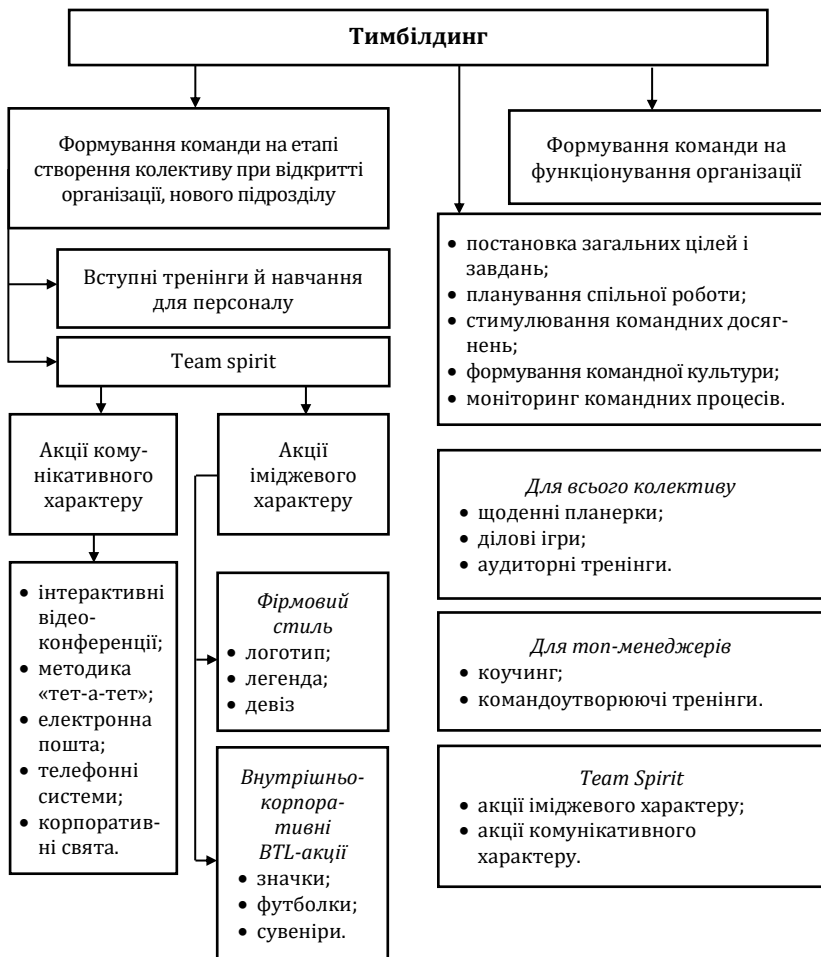 Тимбілдинг
Формування команди на етапі
створення колективу при відкритті
організації, нового підрозділу
Вступні тренінги й навчання
для персоналу
Team spirit
Акції кому-
нікативного
характеру
• інтерактивні
відео-
конференції;
• методика
«тет-а-тет»;
• електронна
пошта;
• телефонні
системи;
• корпоратив-
ні свята.
Акції
іміджевого
характеру
Фірмовий
стиль
• логотип;
• легенда;
• девіз
Внутрішньо-
корпора-
тивні
BTL-акції
• значки;
• футболки;
• сувеніри.
Формування команди на
функціонування організації
• постановка загальних цілей і
завдань;
• планування спільної роботи;
• стимулювання командних досяг-
нень;
• формування командної культури;
• моніторинг командних процесів.
Для всього колективу
• щоденні планерки;
• ділові ігри;
• аудиторні тренінги.
Для топ-менеджерів
• коучинг;
• командоутворюючі тренінги.
Team Spirit
• акції іміджевого характеру;
• акції комунікативного
характеру.